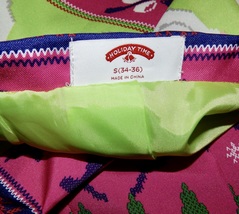 HOLIDAY TIME
S (34-36)
MADE IN CHINA